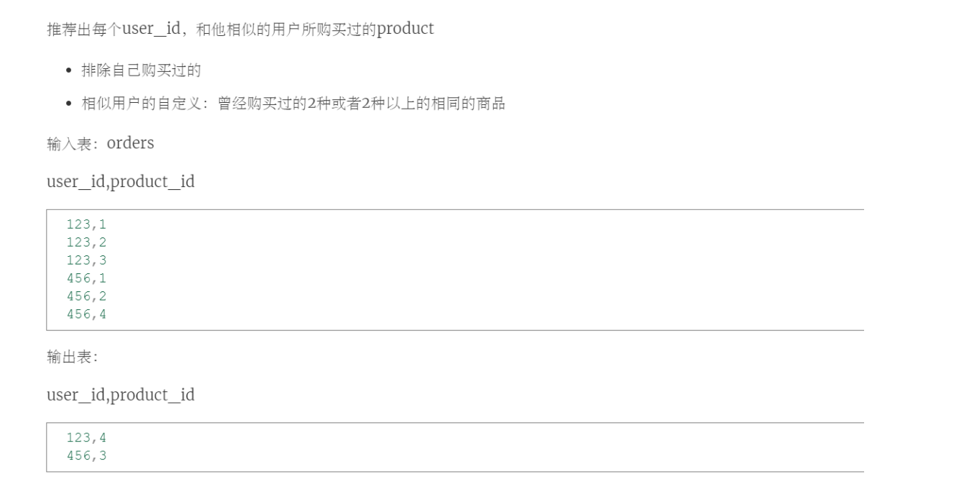 推荐出每个user_id，和他相似的用户所购买过的product
• 排除自己购买过的
• 相似用户的自定义：曾经购买过的2种或者2种以上的相同的商品
输入表：orders
user_id,product_id
123,1
123,2
123,3
456,1
456,2
456,4
输出表：
user_id,product_id
123,4
456,3